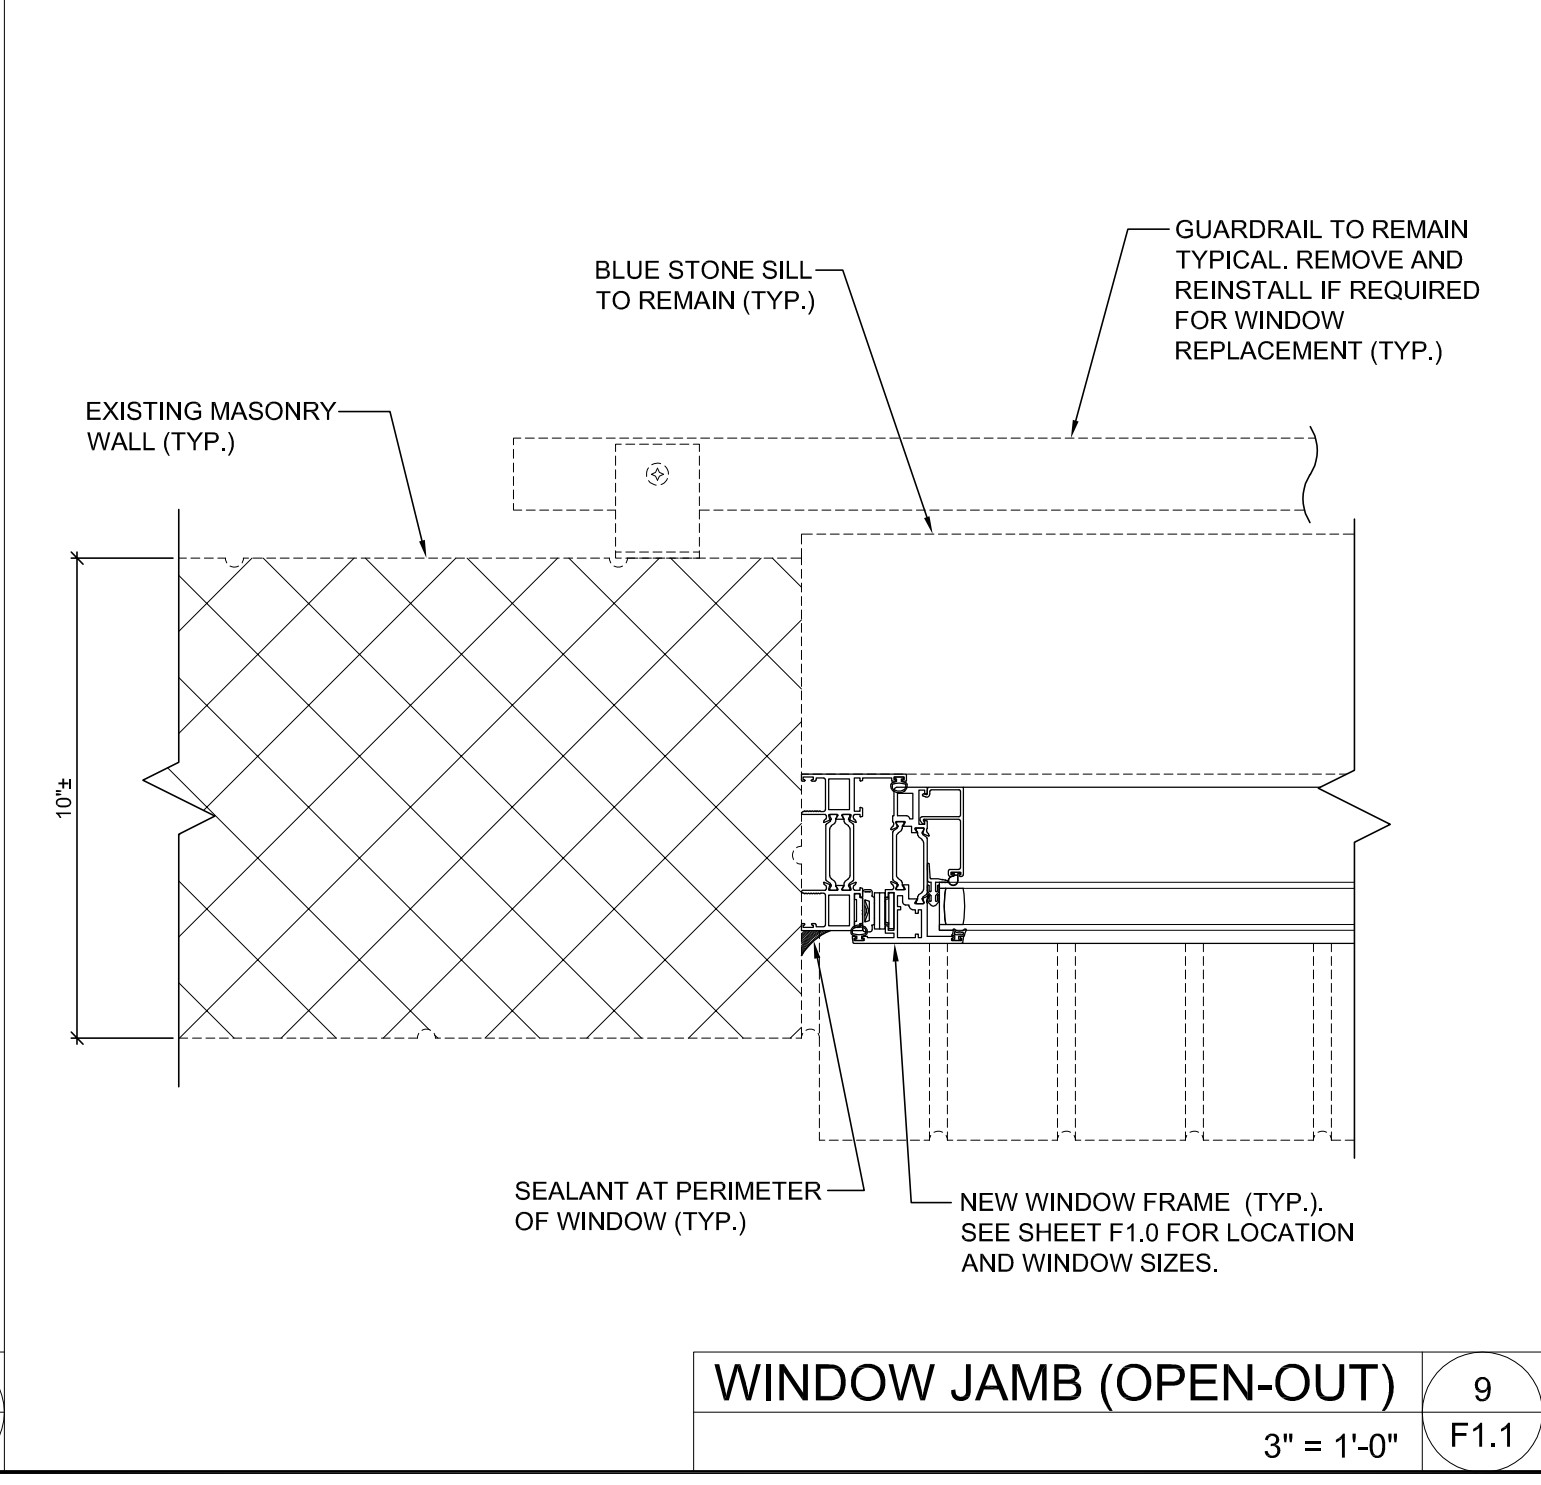 GUARDRAIL TO REMAIN
TYPICAL. REMOVE AND
REINSTALL IF REQUIRED
FOR WINDOW
REPLACEMENT (TYP.)
BLUE STONE SILL
TO REMAIN (TYP.)
EXISTING MASONRY
WALL (TYP.)
10"±
SEALANT AT PERIMETER
OF WINDOW (TYP.)
NEW WINDOW FRAME (TYP.).
SEE SHEET F1.0 FOR LOCATION
AND WINDOW SIZES.
WINDOW JAMB (OPEN-OUT)
9
3" = 1'-0"
F1.1